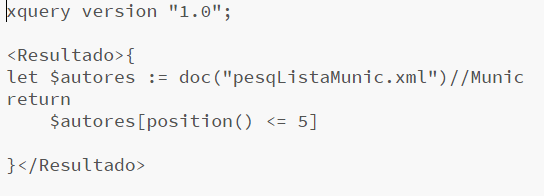 xquery version "1.0";
<Resultado>{
let $autores := doc("pesqListaMunic.xml")//Munic
return
$autores[position() <= 5]
}</Resultado>